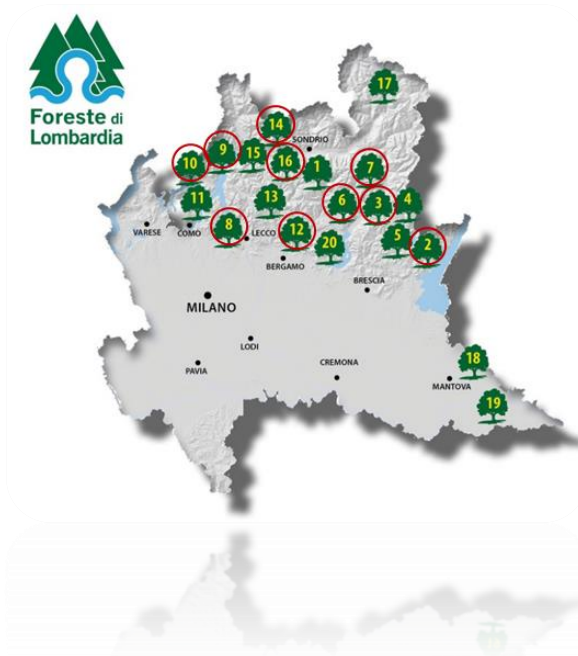 Foreste di
Lombardia
17
14
9
10
15
16
SONDRIO
1
7
11
13
6
3
4
8
VARESE
COMO
LECCO
12
20
5
2
BERGAMO
BRESCIA
MILANO
LODI
PAVIA
CREMONA
18
MANTOVA
19